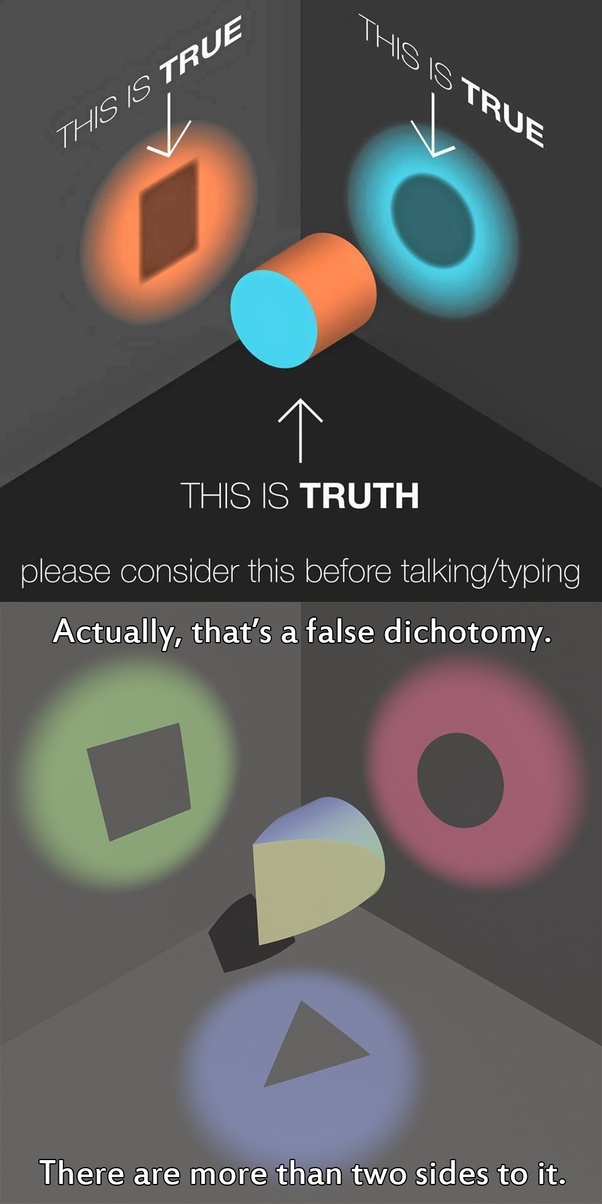 THIS IS TRUE
THIS IS TRUE
THIS IS TRUTH
please consider this before talking/typing
Actually, that's a false dichotomy.
There are more than two sides to it.